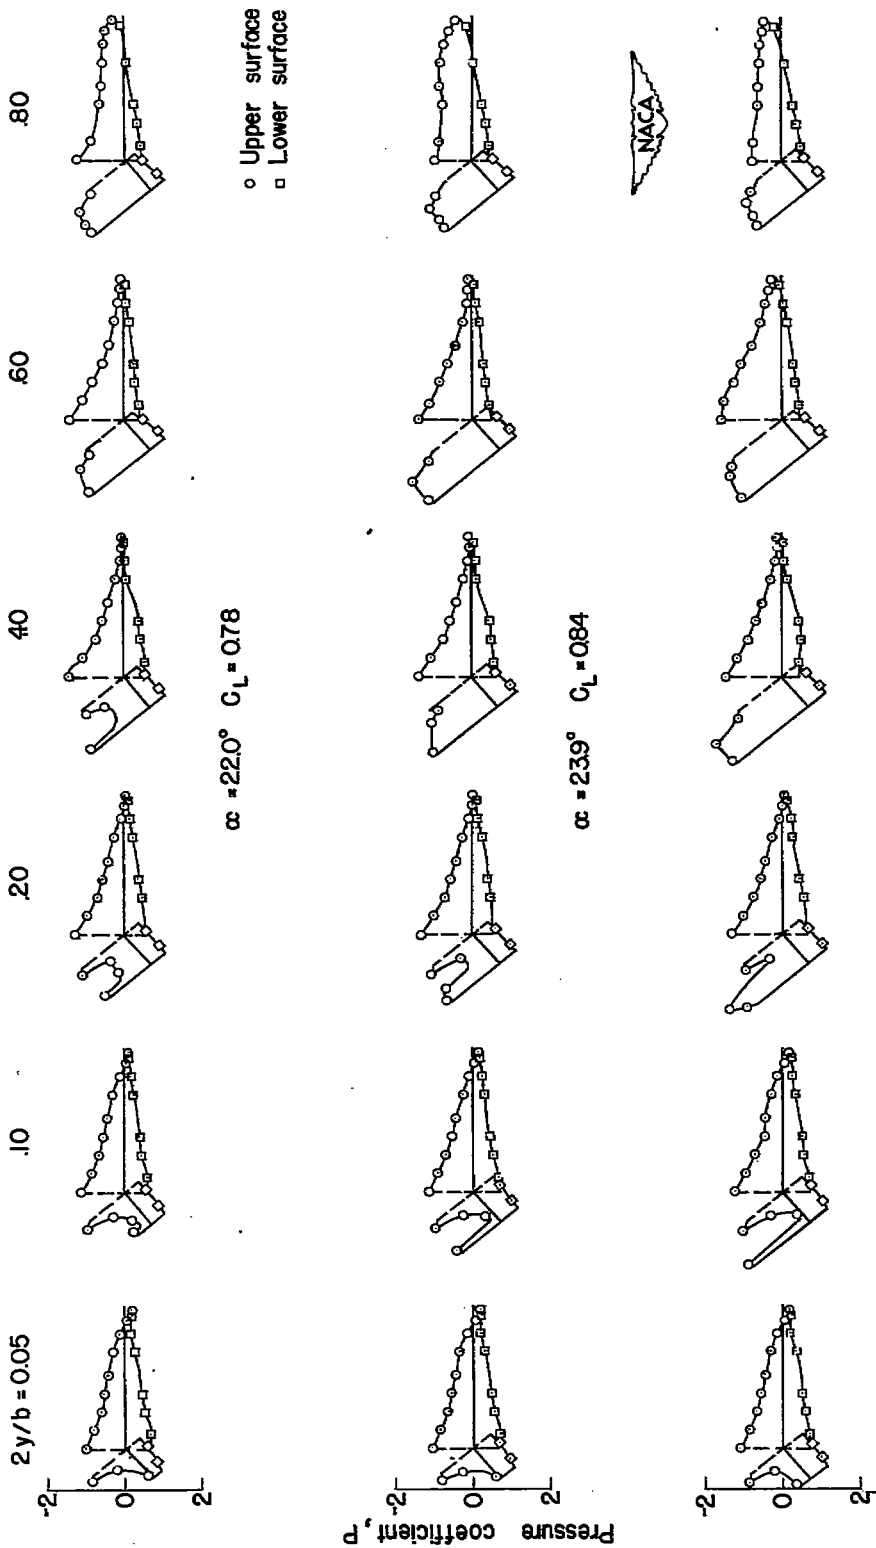 2y/b = 0.05 .10 .20 .40 .60 .80
-2
0
2
○ Upper surface
□ Lower surface
α = 22.0° C_L = 0.78
Pressure coefficient, P
-2
0
2
α = 23.9° C_L = 0.84
NACA
-2
0
2